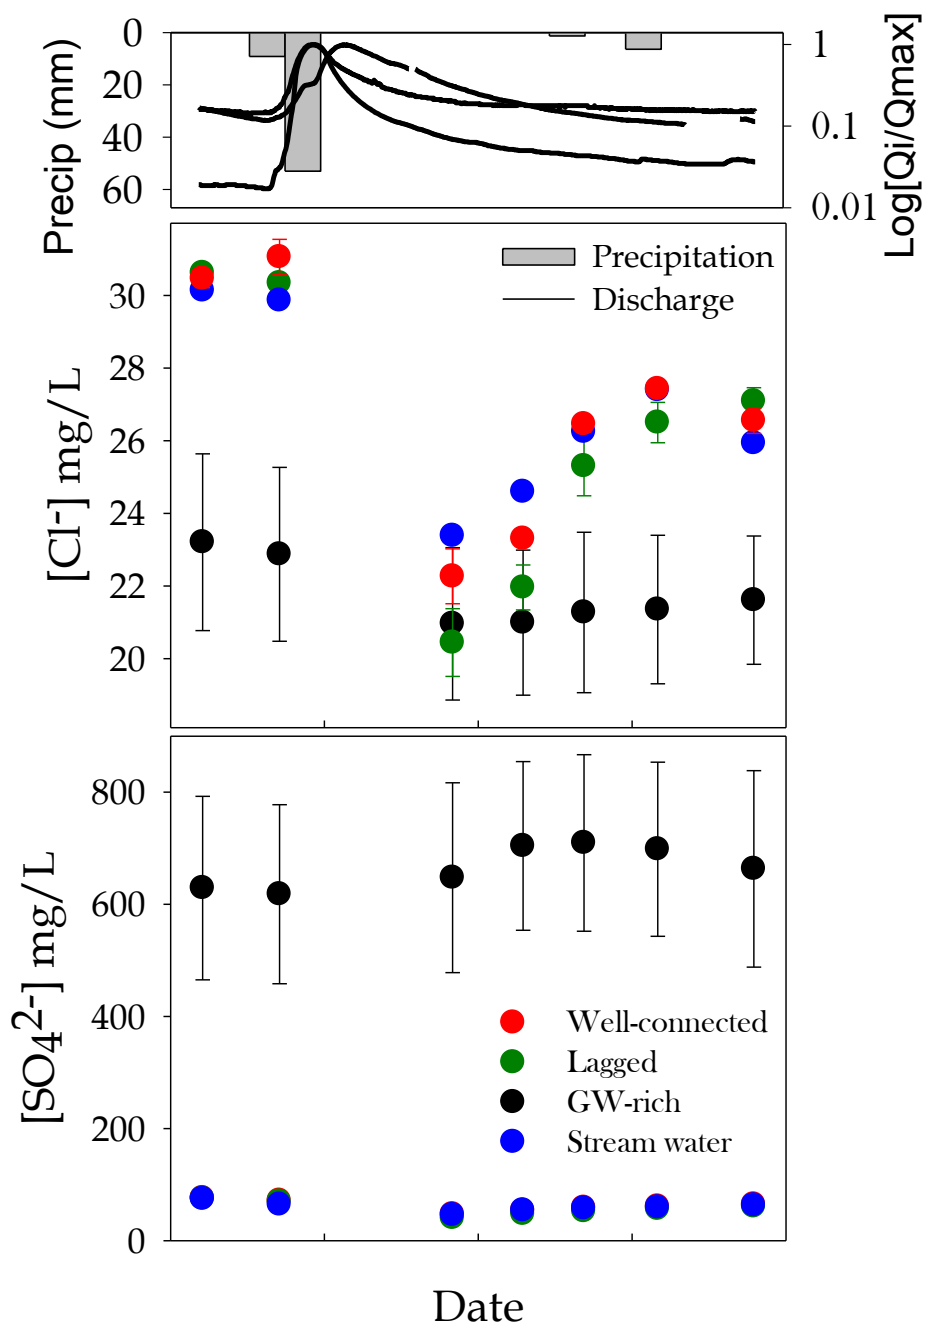 Precip (mm)
0
20
40
60
1
0.1
0.01
Log[Qi/Qmax]
Precipitation
Discharge
[Cl-] mg/L
30
28
26
24
22
20
[SO42-] mg/L
800
600
400
200
0
Well-connected
Lagged
GW-rich
Stream water
Date